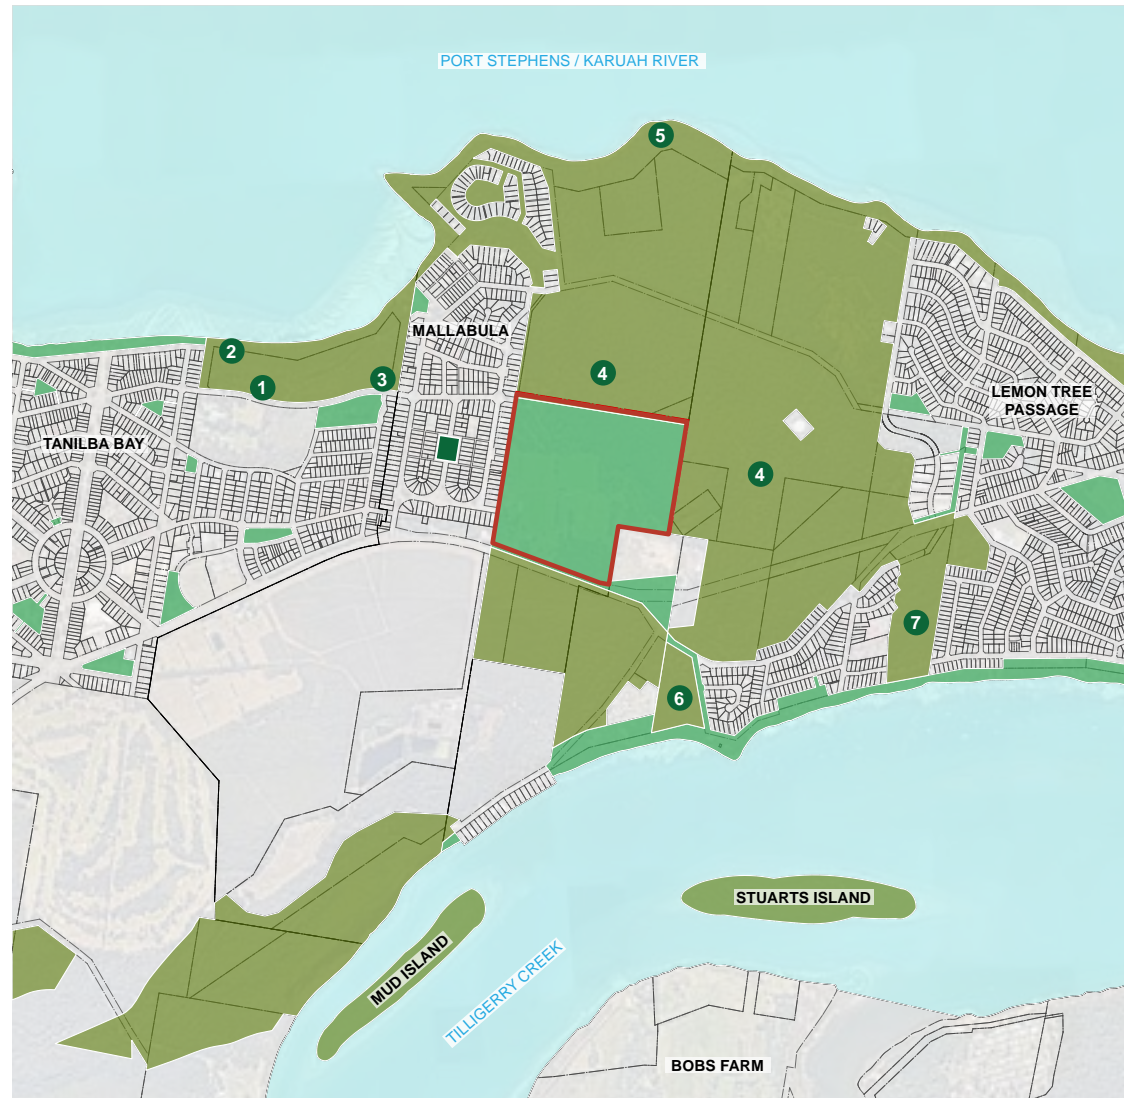 PORT STEPHENS / KARUAH RIVER
5
MALLABULA
2
1
3
4
LEMON TREE
PASSAGE
TANILBA BAY
4
7
6
STUARTS ISLAND
MUD ISLAND
TILLIGERRY CREEK
BOBS FARM